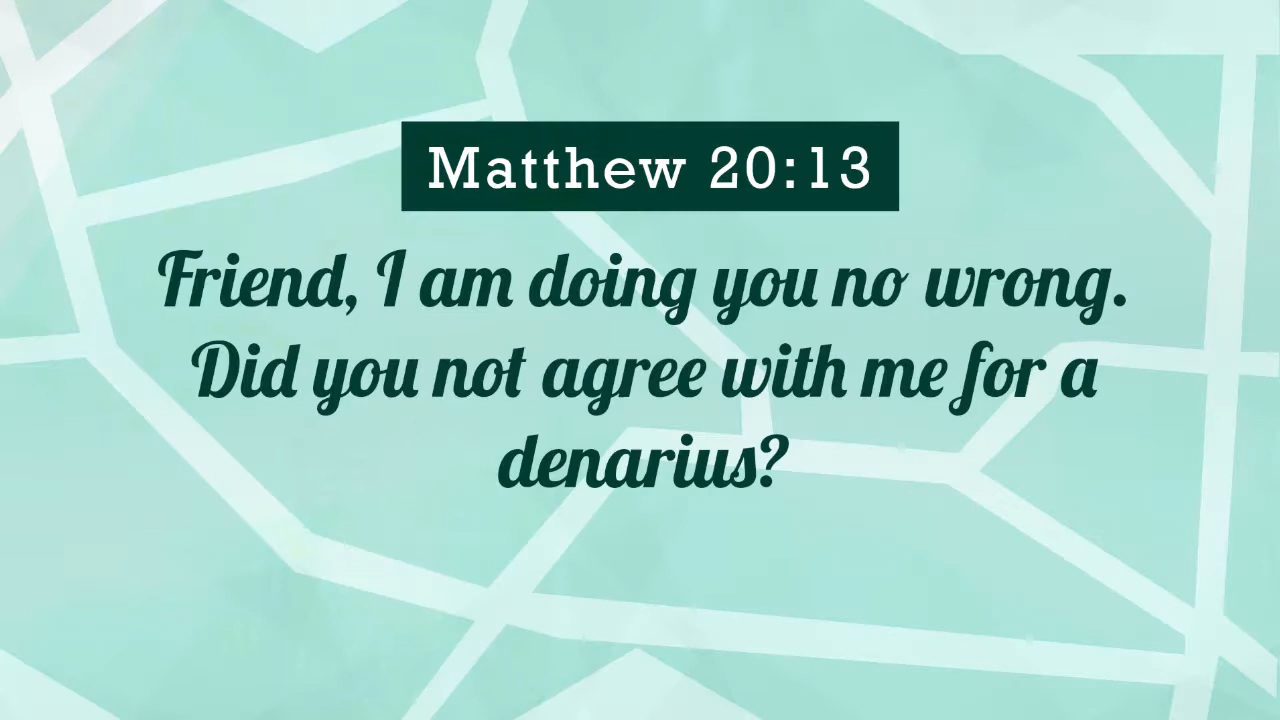 Matthew 20:13
Friend, I am doing you no wrong.
Did you not agree with me for a
denarius?